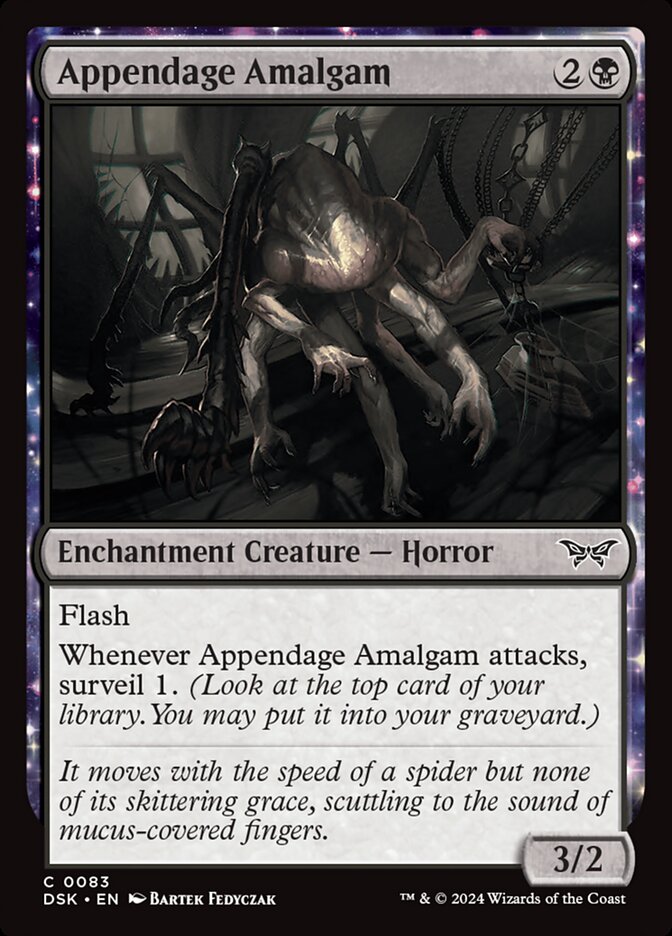 Appendage Amalgam 2
Enchantment Creature — Horror
Flash
Whenever Appendage Amalgam attacks,
surveil 1. (Look at the top card of your
library. You may put it into your graveyard.)
It moves with the speed of a spider but none
of its skittering grace, scuttling to the sound of
mucus-covered fingers.
3/2
C 0083
DSK • EN Bartek Fedyczak
™ & © 2024 Wizards of the Coast